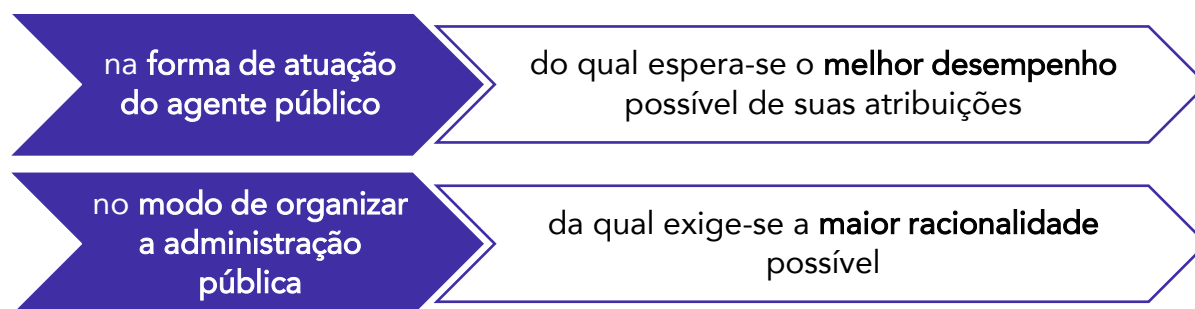 na forma de atuação
do agente público
do qual espera-se o melhor desempenho
possível de suas atribuições
no modo de organizar
a administração
pública
da qual exige-se a maior racionalidade
possível